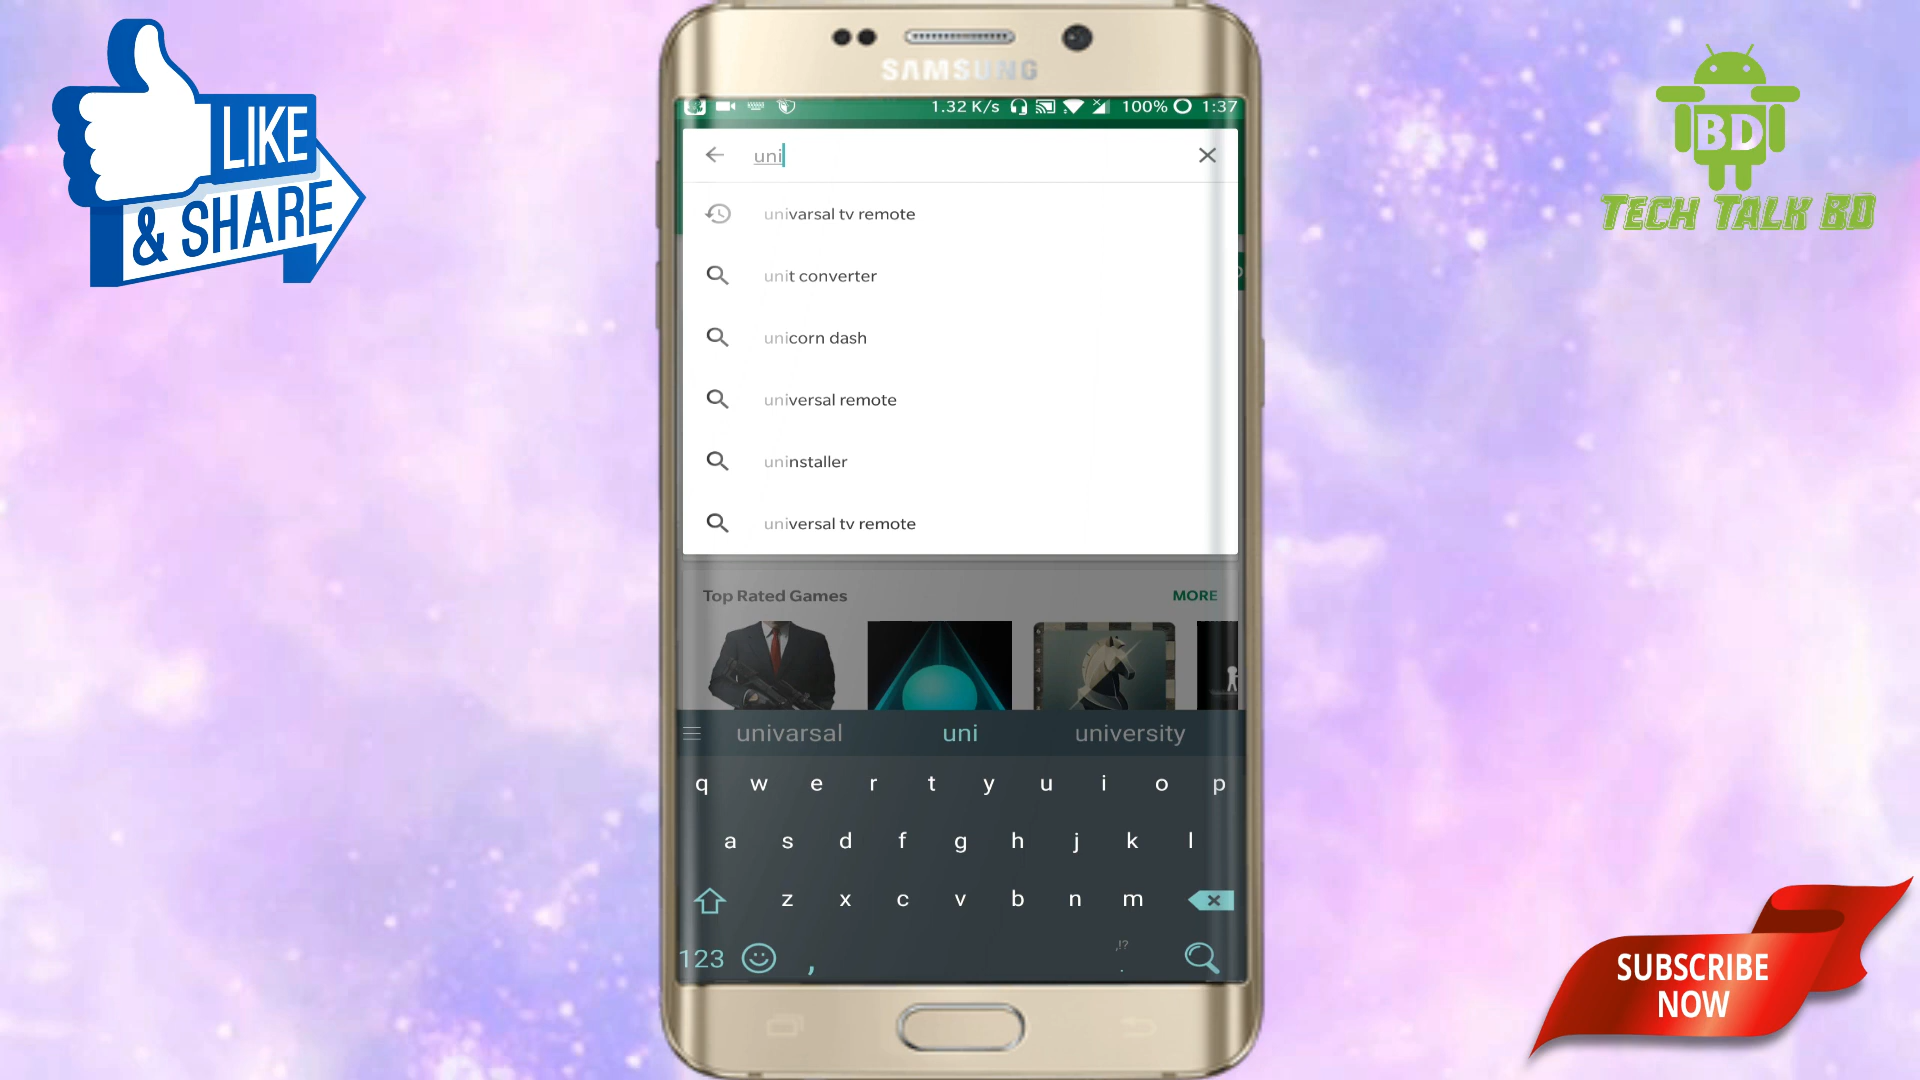 LIKE
& SHARE
SAMSUNG
BD
TECH TALK BD
1.32 K/s 100% 1:37
uni
univarsal tv remote
unit converter
unicorn dash
universal remote
uninstaller
universal tv remote
Top Rated Games MORE
univarsal uni university
q w e r t y u i o p
a s d f g h j k l
z x c v b n m
,!?
123 , .
SUBSCRIBE
NOW